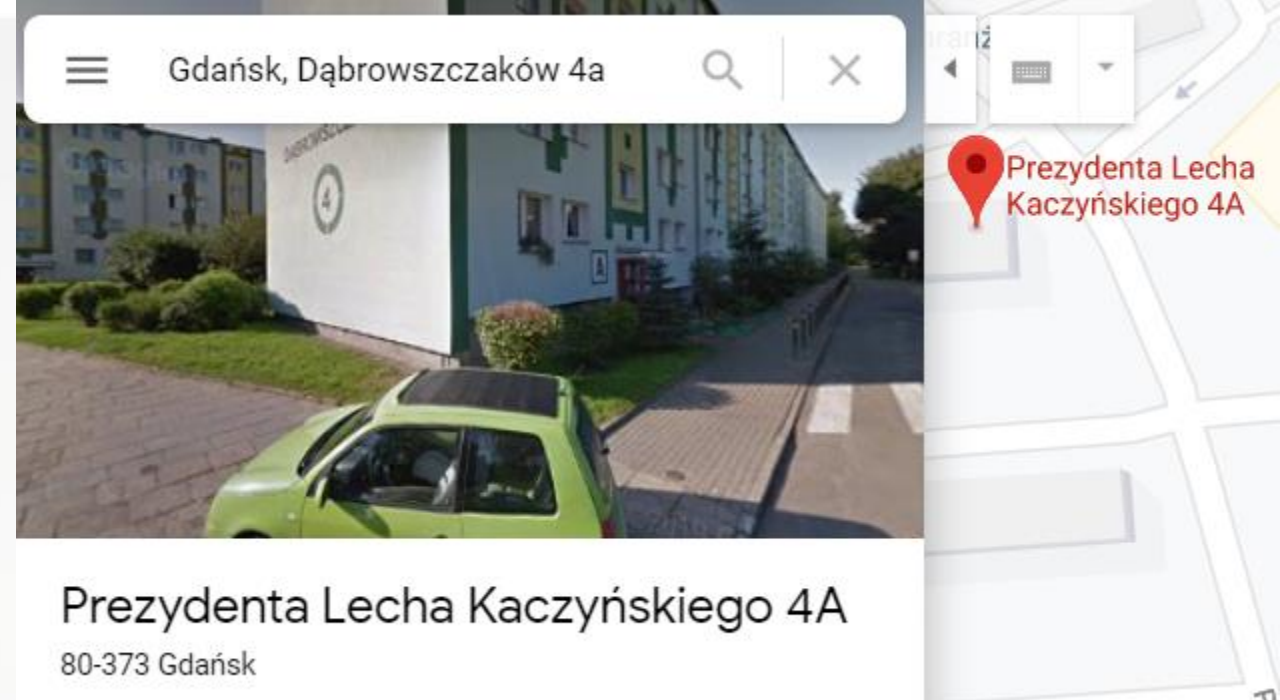 Gdańsk, Dąbrowszczaków 4a
4
A
Prezydenta Lecha
Kaczyńskiego 4A
Prezydenta Lecha Kaczyńskiego 4A
80-373 Gdańsk